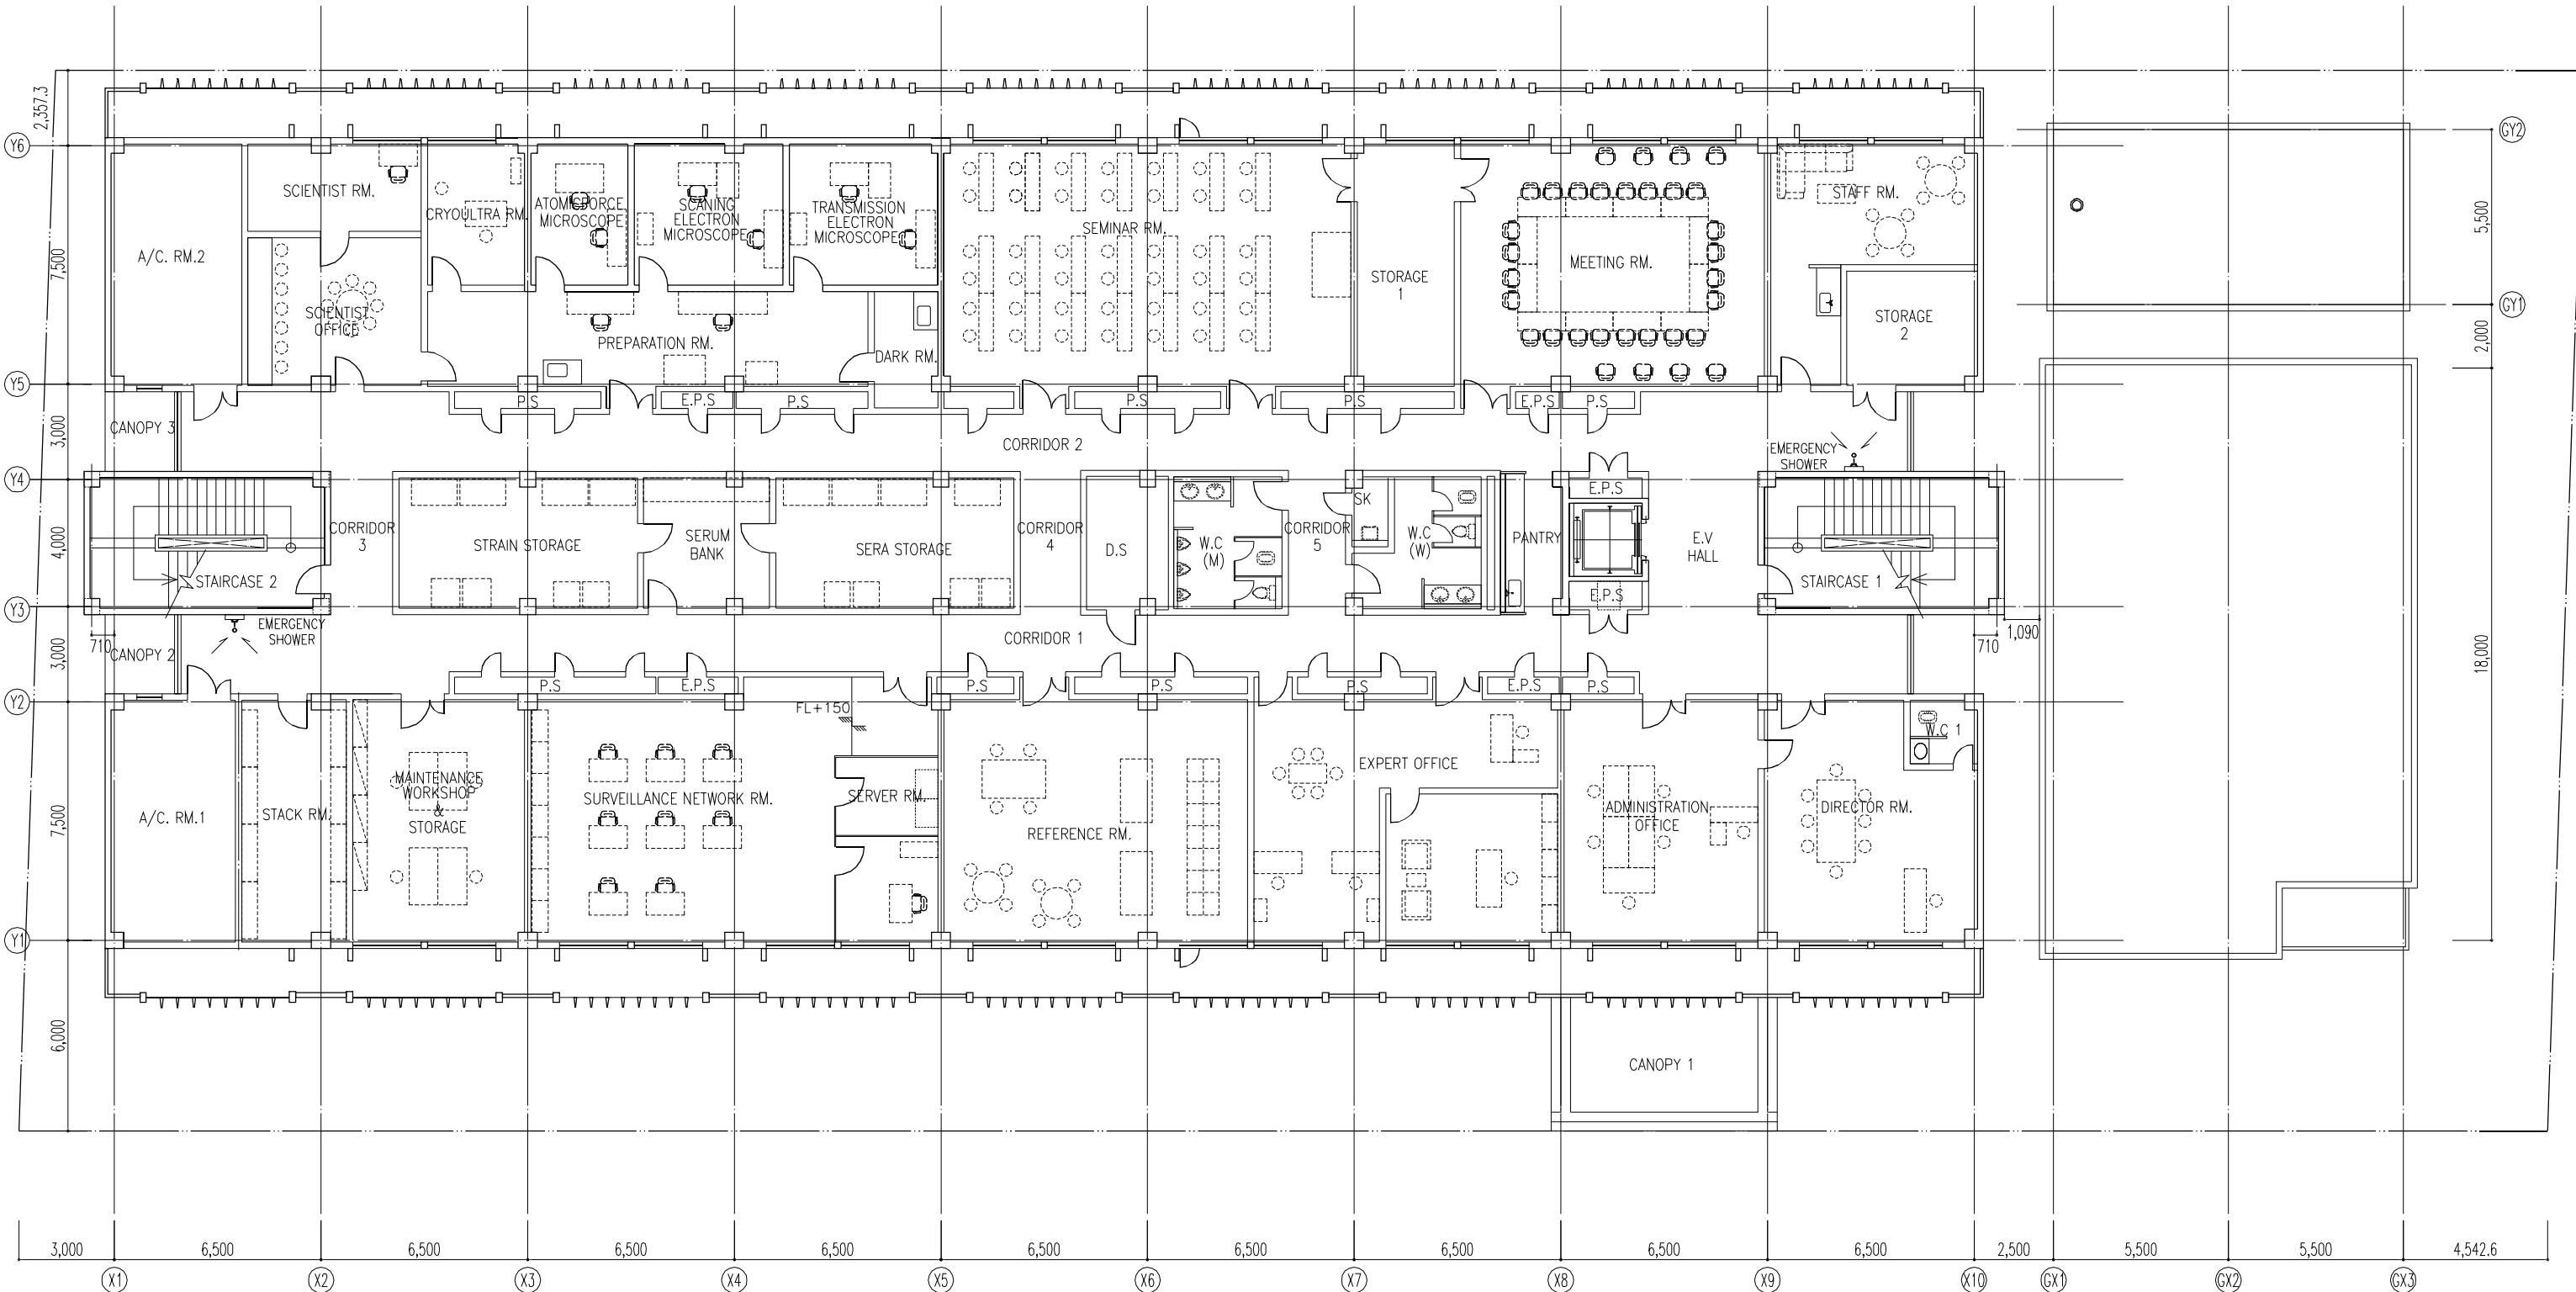 2,357.3
Y6
GY2
SCIENTIST RM.
CRYOULTRA RM.
ATOMICFORCE
MICROSCOPE
SCANING
ELECTRON
MICROSCOPE
TRANSMISSION
ELECTRON
MICROSCOPE
SEMINAR RM.
STAFF RM.
5,500
A/C. RM.2
7,500
STORAGE
1
MEETING RM.
SCIENTIST
OFFICE
GY1
STORAGE
2
PREPARATION RM.
DARK RM.
2,000
Y5
P.S
E.P.S
P.S
P.S
P.S
E.P.S
P.S
CANOPY 3
3,000
CORRIDOR 2
EMERGENCY
SHOWER
Y4
E.P.S
SK
CORRIDOR
3
STRAIN STORAGE
SERUM
BANK
SERA STORAGE
CORRIDOR
4
D.S
W.C
(M)
CORRIDOR
5
W.C
(W)
PANTRY
E.V
HALL
4,000
STAIRCASE 2
STAIRCASE 1
E.P.S
Y3
EMERGENCY
SHOWER
710
CANOPY 2
3,000
CORRIDOR 1
710
1,090
18,000
P.S
E.P.S
P.S
P.S
P.S
E.P.S
P.S
Y2
FL+150
W.C 1
EXPERT OFFICE
MAINTENANCE
WORKSHOP
&
STORAGE
SURVEILLANCE NETWORK RM.
SERVER RM.
A/C. RM.1
STACK RM.
REFERENCE RM.
ADMINISTRATION
OFFICE
DIRECTOR RM.
7,500
Y1
6,000
CANOPY 1
3,000
6,500
6,500
6,500
6,500
6,500
6,500
6,500
6,500
6,500
2,500
5,500
5,500
4,542.6
X1
X2
X3
X4
X5
X6
X7
X8
X9
X10
GX1
GX2
GX3